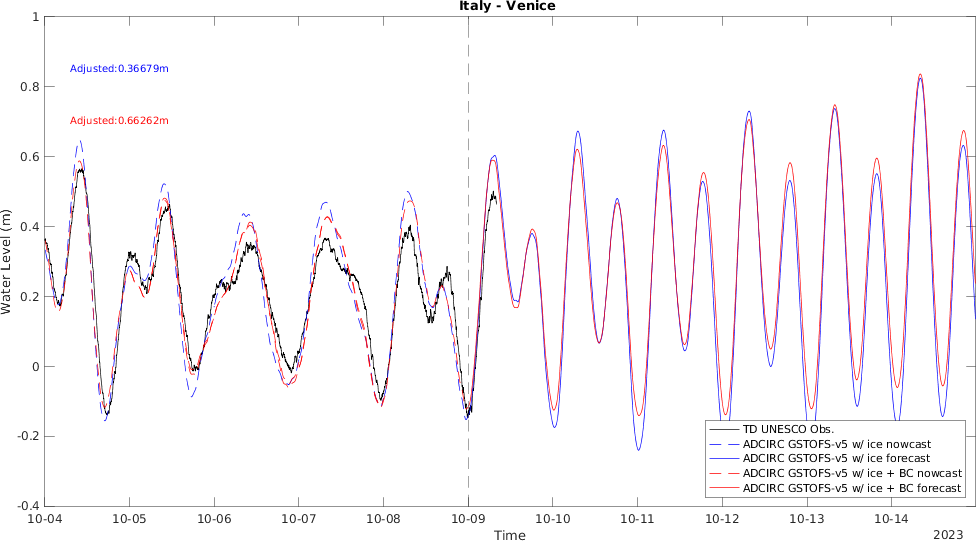 Italy - Venice
1
0.8
0.6
0.4
0.2
0
-0.2
-0.4
Water Level (m)
Adjusted:0.36679m
Adjusted:0.66262m
TD UNESCO Obs.
ADCIRC GSTOFS-v5 w/ ice nowcast
ADCIRC GSTOFS-v5 w/ ice forecast
ADCIRC GSTOFS-v5 w/ ice + BC nowcast
ADCIRC GSTOFS-v5 w/ ice + BC forecast
10-04 10-05 10-06 10-07 10-08 10-09 10-10 10-11 10-12 10-13 10-14
Time
2023